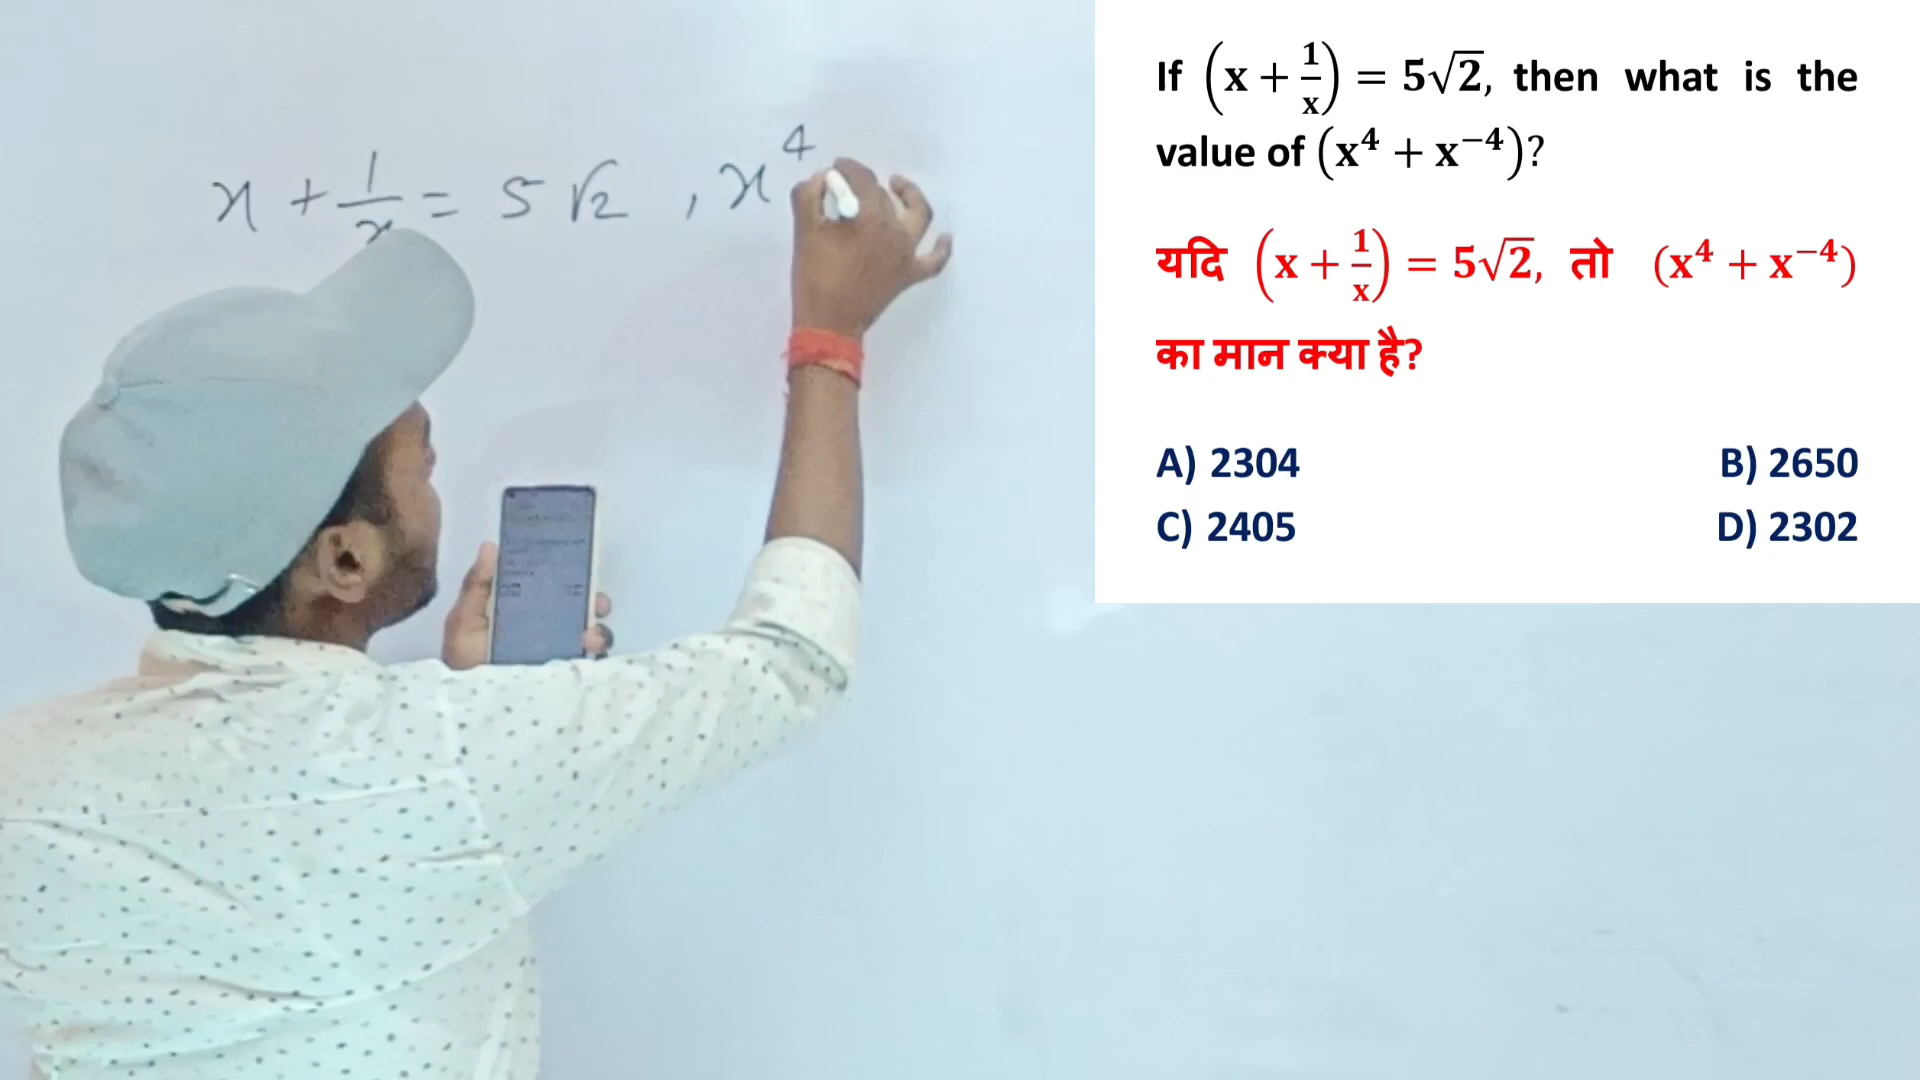 x + 1/x = 5√2, x⁴
If (x + 1/x) = 5√2, then what is the
value of (x⁴ + x⁻⁴)?
यदि (x + 1/x) = 5√2, तो (x⁴ + x⁻⁴)
का मान क्या है?
A) 2304 B) 2650
C) 2405 D) 2302